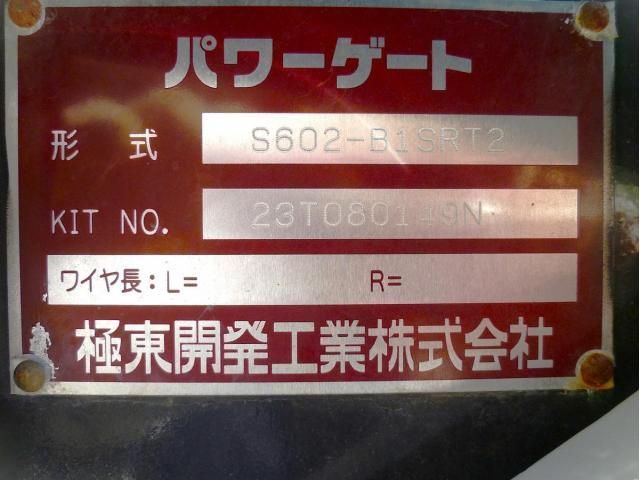 パワーゲート
形 式 S602-B1SRT2
KIT NO. 23T080149N
ワイヤ長:L= R=
極東開発工業株式会社